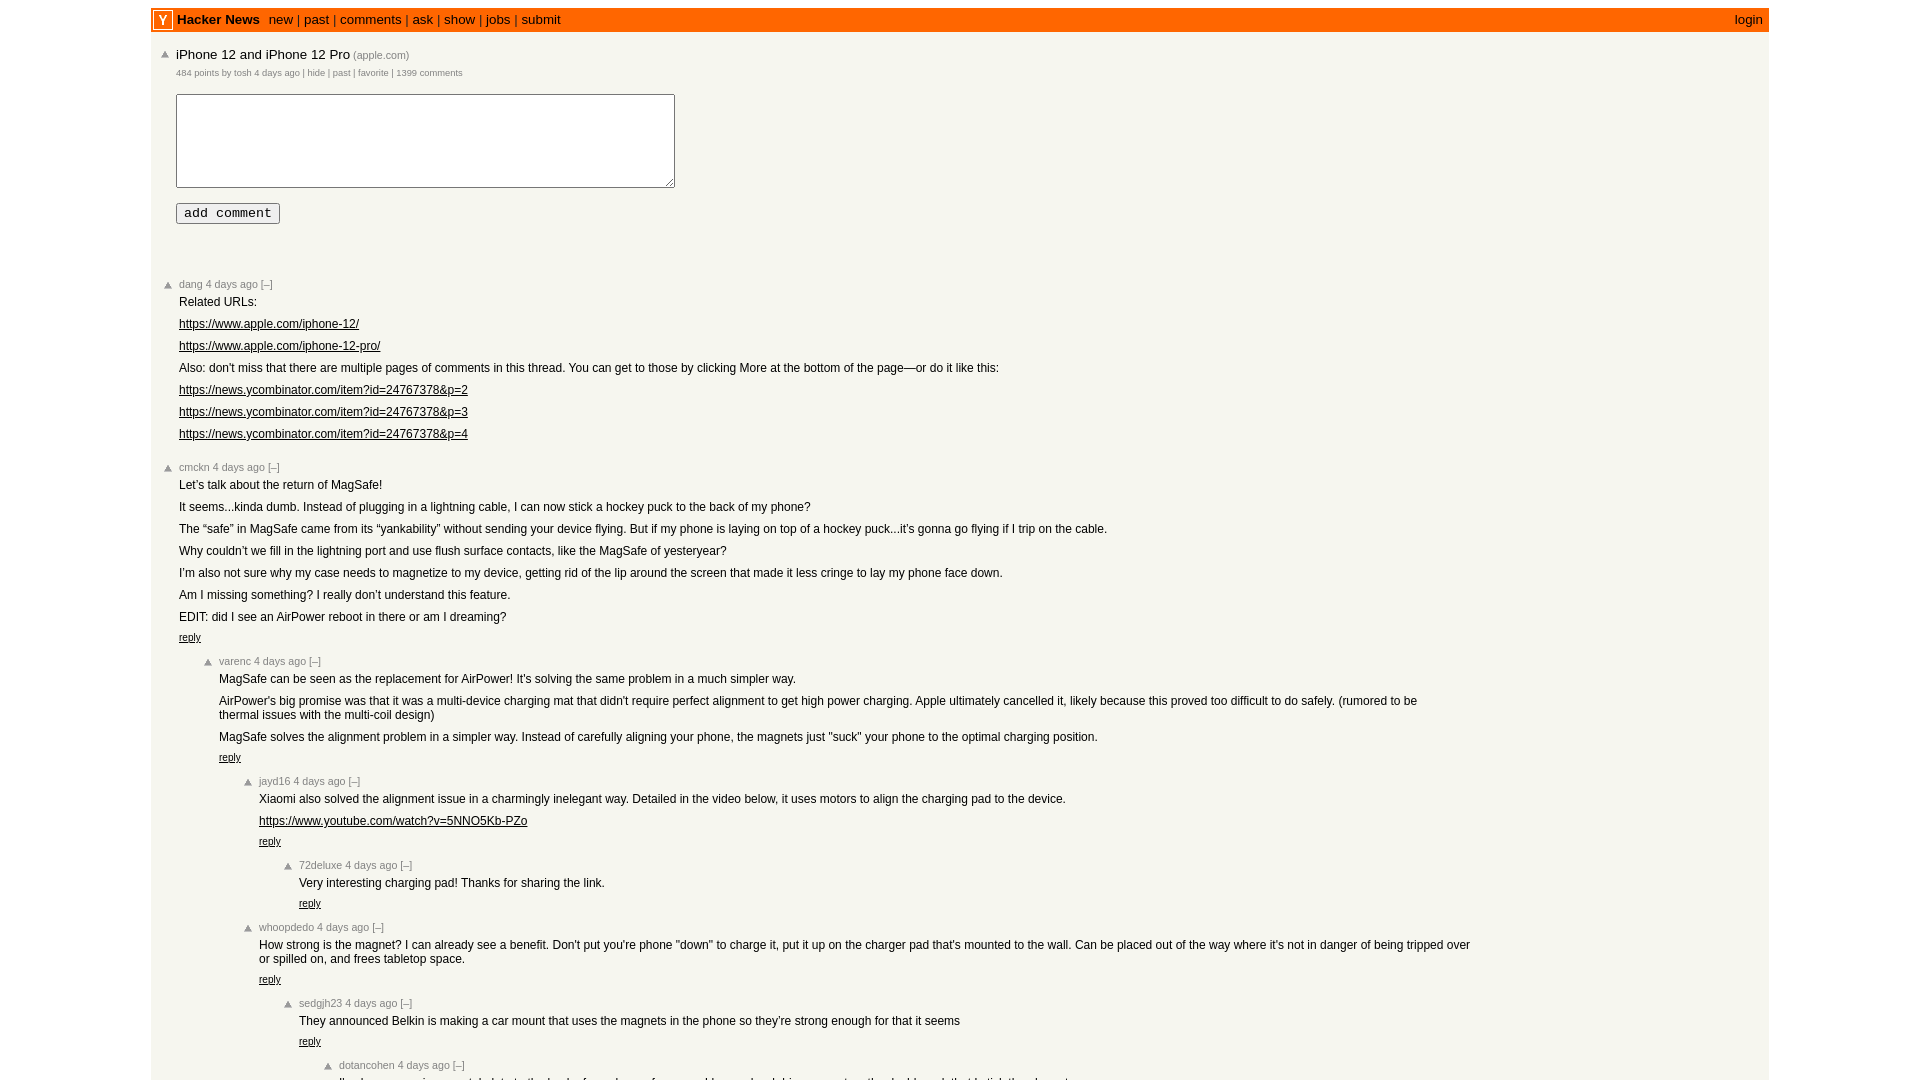 Y Hacker News new | past | comments | ask | show | jobs | submit login
iPhone 12 and iPhone 12 Pro (apple.com)
484 points by tosh 4 days ago | hide | past | favorite | 1399 comments
add comment
dang 4 days ago [–]
Related URLs:
https://www.apple.com/iphone-12/
https://www.apple.com/iphone-12-pro/
Also: don't miss that there are multiple pages of comments in this thread. You can get to those by clicking More at the bottom of the page—or do it like this:
https://news.ycombinator.com/item?id=24767378&p=2
https://news.ycombinator.com/item?id=24767378&p=3
https://news.ycombinator.com/item?id=24767378&p=4
cmckn 4 days ago [–]
Let’s talk about the return of MagSafe!
It seems...kinda dumb. Instead of plugging in a lightning cable, I can now stick a hockey puck to the back of my phone?
The “safe” in MagSafe came from its “yankability” without sending your device flying. But if my phone is laying on top of a hockey puck...it’s gonna go flying if I trip on the cable.
Why couldn’t we fill in the lightning port and use flush surface contacts, like the MagSafe of yesteryear?
I’m also not sure why my case needs to magnetize to my device, getting rid of the lip around the screen that made it less cringe to lay my phone face down.
Am I missing something? I really don’t understand this feature.
EDIT: did I see an AirPower reboot in there or am I dreaming?
reply
varenc 4 days ago [–]
MagSafe can be seen as the replacement for AirPower! It's solving the same problem in a much simpler way.
AirPower's big promise was that it was a multi-device charging mat that didn't require perfect alignment to get high power charging. Apple ultimately cancelled it, likely because this proved too difficult to do safely. (rumored to be
thermal issues with the multi-coil design)
MagSafe solves the alignment problem in a simpler way. Instead of carefully aligning your phone, the magnets just "suck" your phone to the optimal charging position.
reply
jayd16 4 days ago [–]
Xiaomi also solved the alignment issue in a charmingly inelegant way. Detailed in the video below, it uses motors to align the charging pad to the device.
https://www.youtube.com/watch?v=5NNO5Kb-PZo
reply
72deluxe 4 days ago [–]
Very interesting charging pad! Thanks for sharing the link.
reply
whoopdedo 4 days ago [–]
How strong is the magnet? I can already see a benefit. Don't put you're phone "down" to charge it, put it up on the charger pad that's mounted to the wall. Can be placed out of the way where it's not in danger of being tripped over
or spilled on, and frees tabletop space.
reply
sedgjh23 4 days ago [–]
They announced Belkin is making a car mount that uses the magnets in the phone so they’re strong enough for that it seems
reply
dotancohen 4 days ago [–]